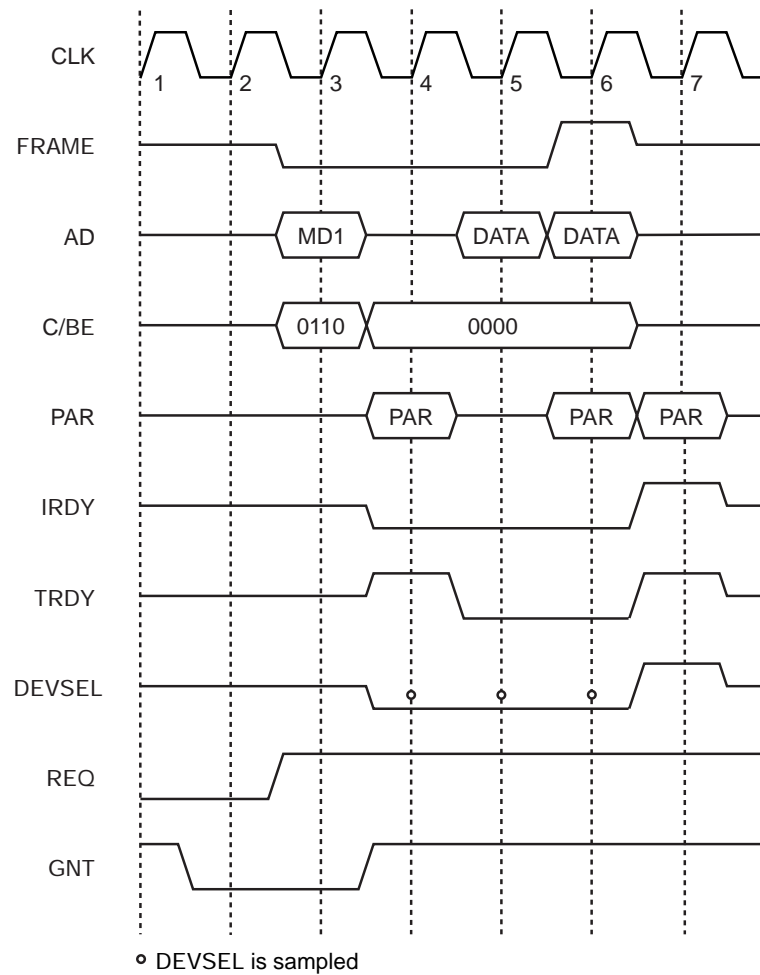 CLK
1 2 3 4 5 6 7
FRAME
AD MD1 DATA DATA
C/BE 0110 0000
PAR PAR PAR PAR
IRDY
TRDY
DEVSEL
REQ
GNT
DEVSEL is sampled